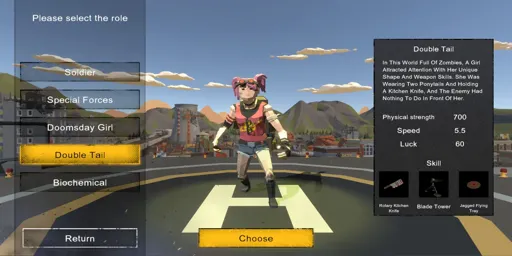 Please select the role
Soldier
Special Forces
Doomsday Girl
Double Tail
Biochemical
Return
Choose
Double Tail
In This World Full Of Zombies, A Girl
Attracted Attention With Her Unique
Shape And Weapon Skills. She Was
Wearing Two Ponytails And Holding
A Kitchen Knife, And The Enemy Had
Nothing To Do In Front Of Her.
Physical strength 700
Speed 5.5
Luck 60
Skill
Rotary Kitchen
Knife
Blade Tower
Jagged Flying
Tray